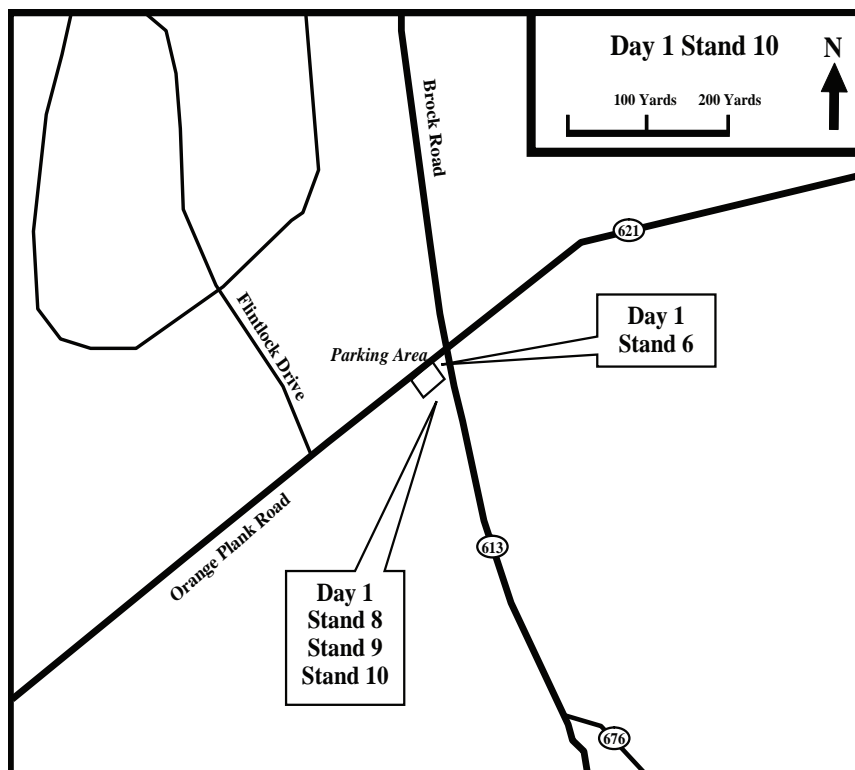 Day 1 Stand 10
N
100 Yards
200 Yards
Brock Road
621
Day 1
Stand 6
Flintlock Drive
Parking Area
Orange Plank Road
613
Day 1
Stand 8
Stand 9
Stand 10
676